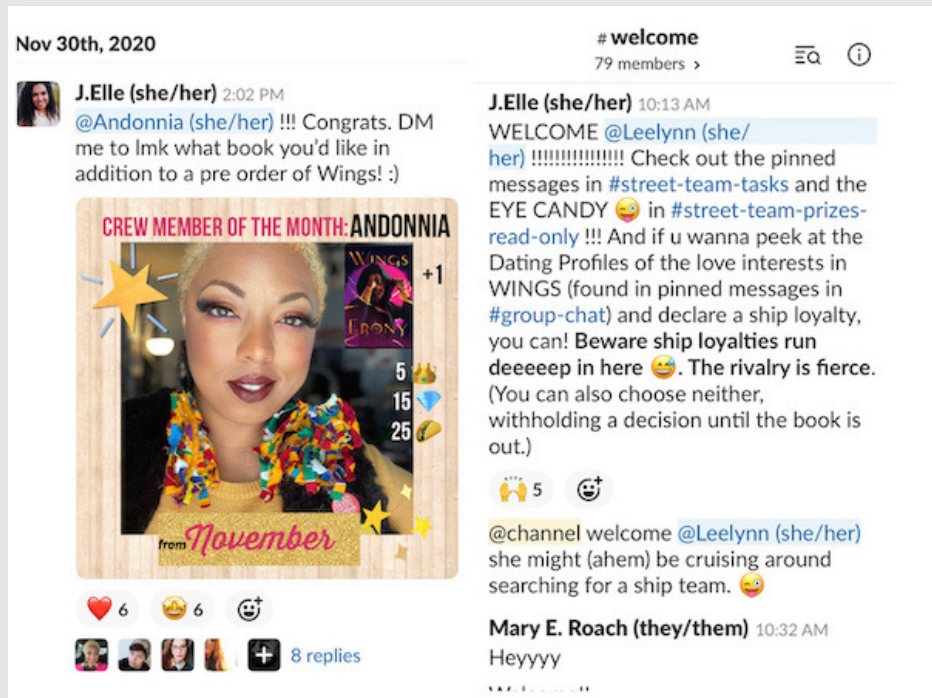 Nov 30th, 2020
J.Elle (she/her) 2:02 PM
@Andonnia (she/her) !!! Congrats. DM
me to lmk what book you'd like in
addition to a pre order of Wings! :)
CREW MEMBER OF THE MONTH: ANDONNIA
WINGS
EBONY
+1
5 👑
15 💎
25 🌮
from November
❤️ 6 🤩 6
8 replies
# welcome
79 members >
J.Elle (she/her) 10:13 AM
WELCOME @Leelynn (she/
her) !!!!!!!!!!!!!!!! Check out the pinned
messages in #street-team-tasks and the
EYE CANDY 😜 in #street-team-prizes-
read-only !!! And if u wanna peek at the
Dating Profiles of the love interests in
WINGS (found in pinned messages in
#group-chat) and declare a ship loyalty,
you can! Beware ship loyalties run
deeeeep in here 😅. The rivalry is fierce.
(You can also choose neither,
withholding a decision until the book is
out.)
🙌 5
@channel welcome @Leelynn (she/her)
she might (ahem) be cruising around
searching for a ship team. 😜
Mary E. Roach (they/them) 10:32 AM
Heyyyy